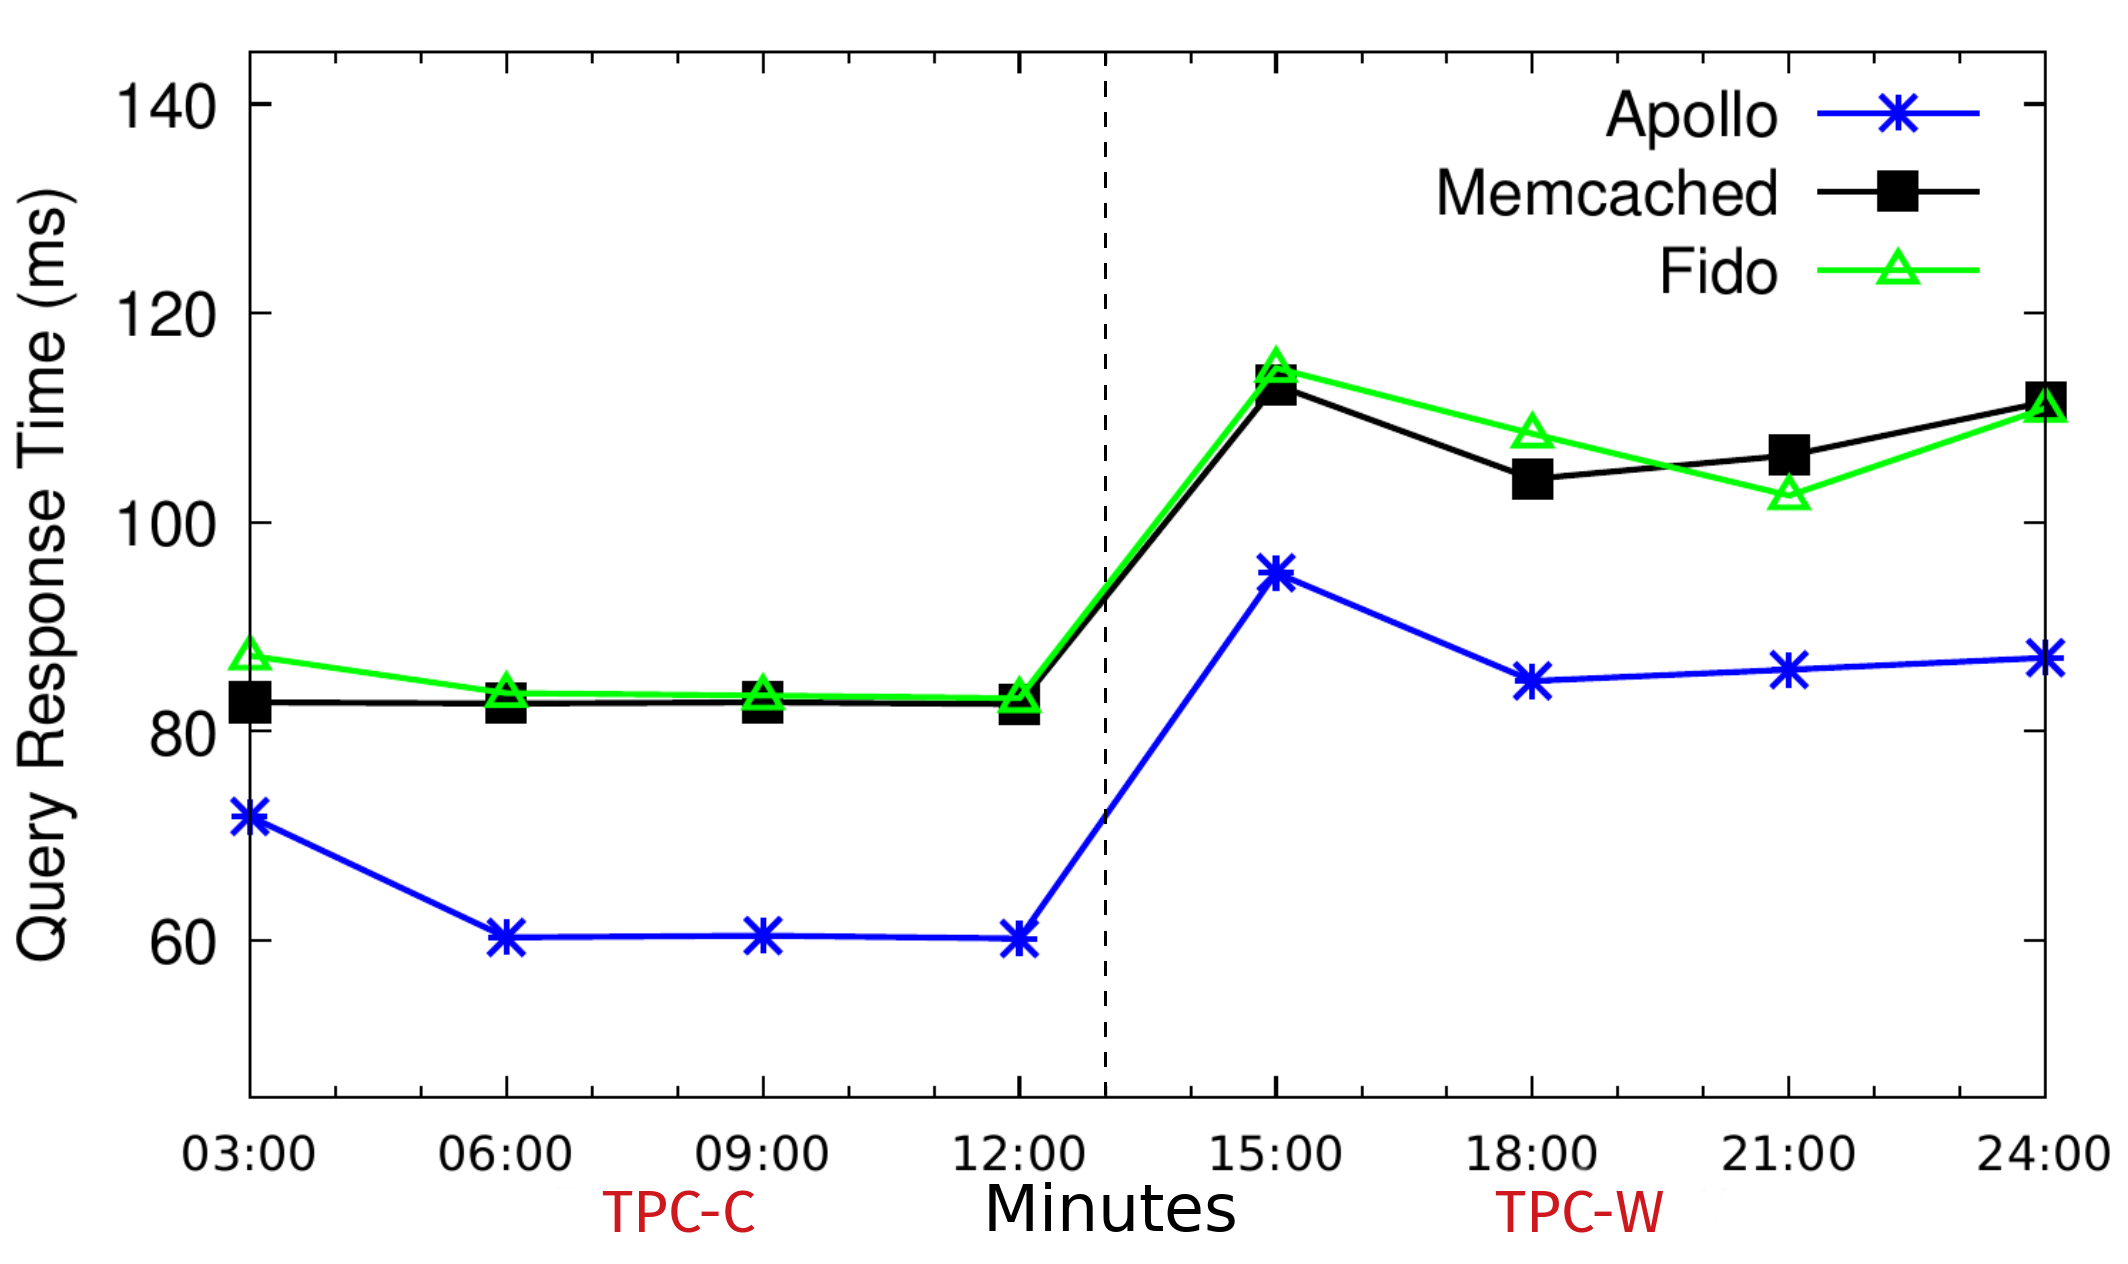 Query Response Time (ms)
140
120
100
80
60
Apollo
Memcached
Fido
03:00 06:00 09:00 12:00 15:00 18:00 21:00 24:00
TPC-C Minutes TPC-W